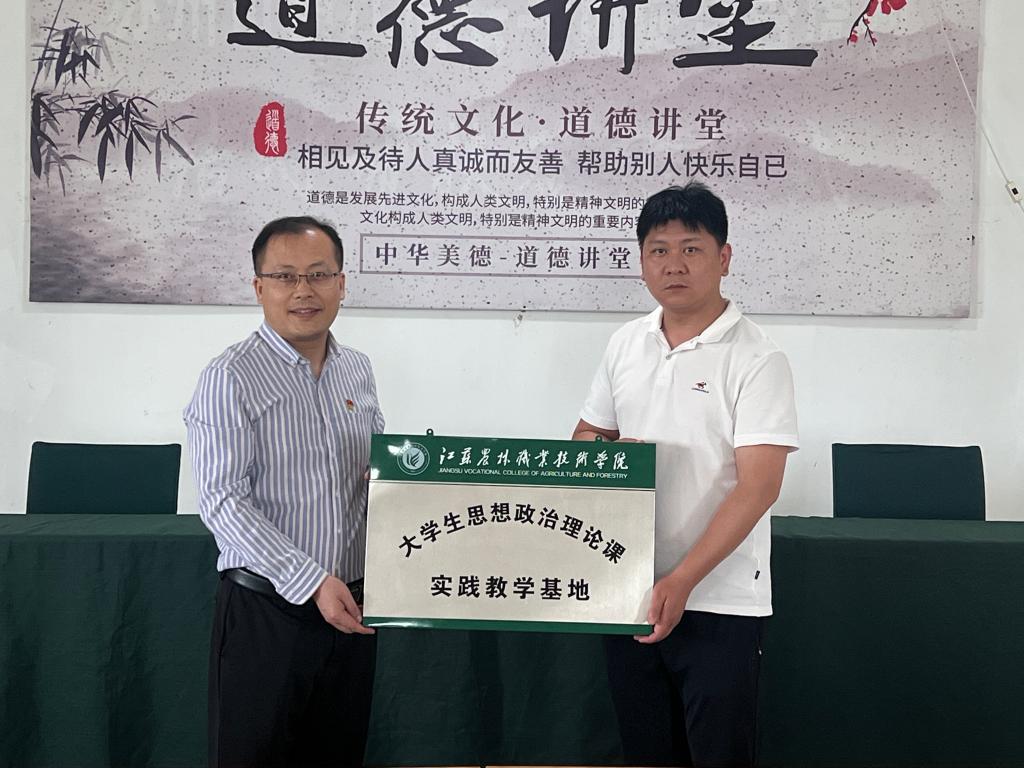 道德讲堂
传统文化·道德讲堂
道德
相见及待人真诚而友善 帮助别人快乐自己
道德是发展先进文化,构成人类文明,特别是精神文明的
文化构成人类文明,特别是精神文明的重要内容
中华美德-道德讲堂
江苏农林职业技术学院
JIANGSU VOCATIONAL COLLEGE OF AGRICULTURE AND FORESTRY
大学生思想政治理论课
实践教学基地